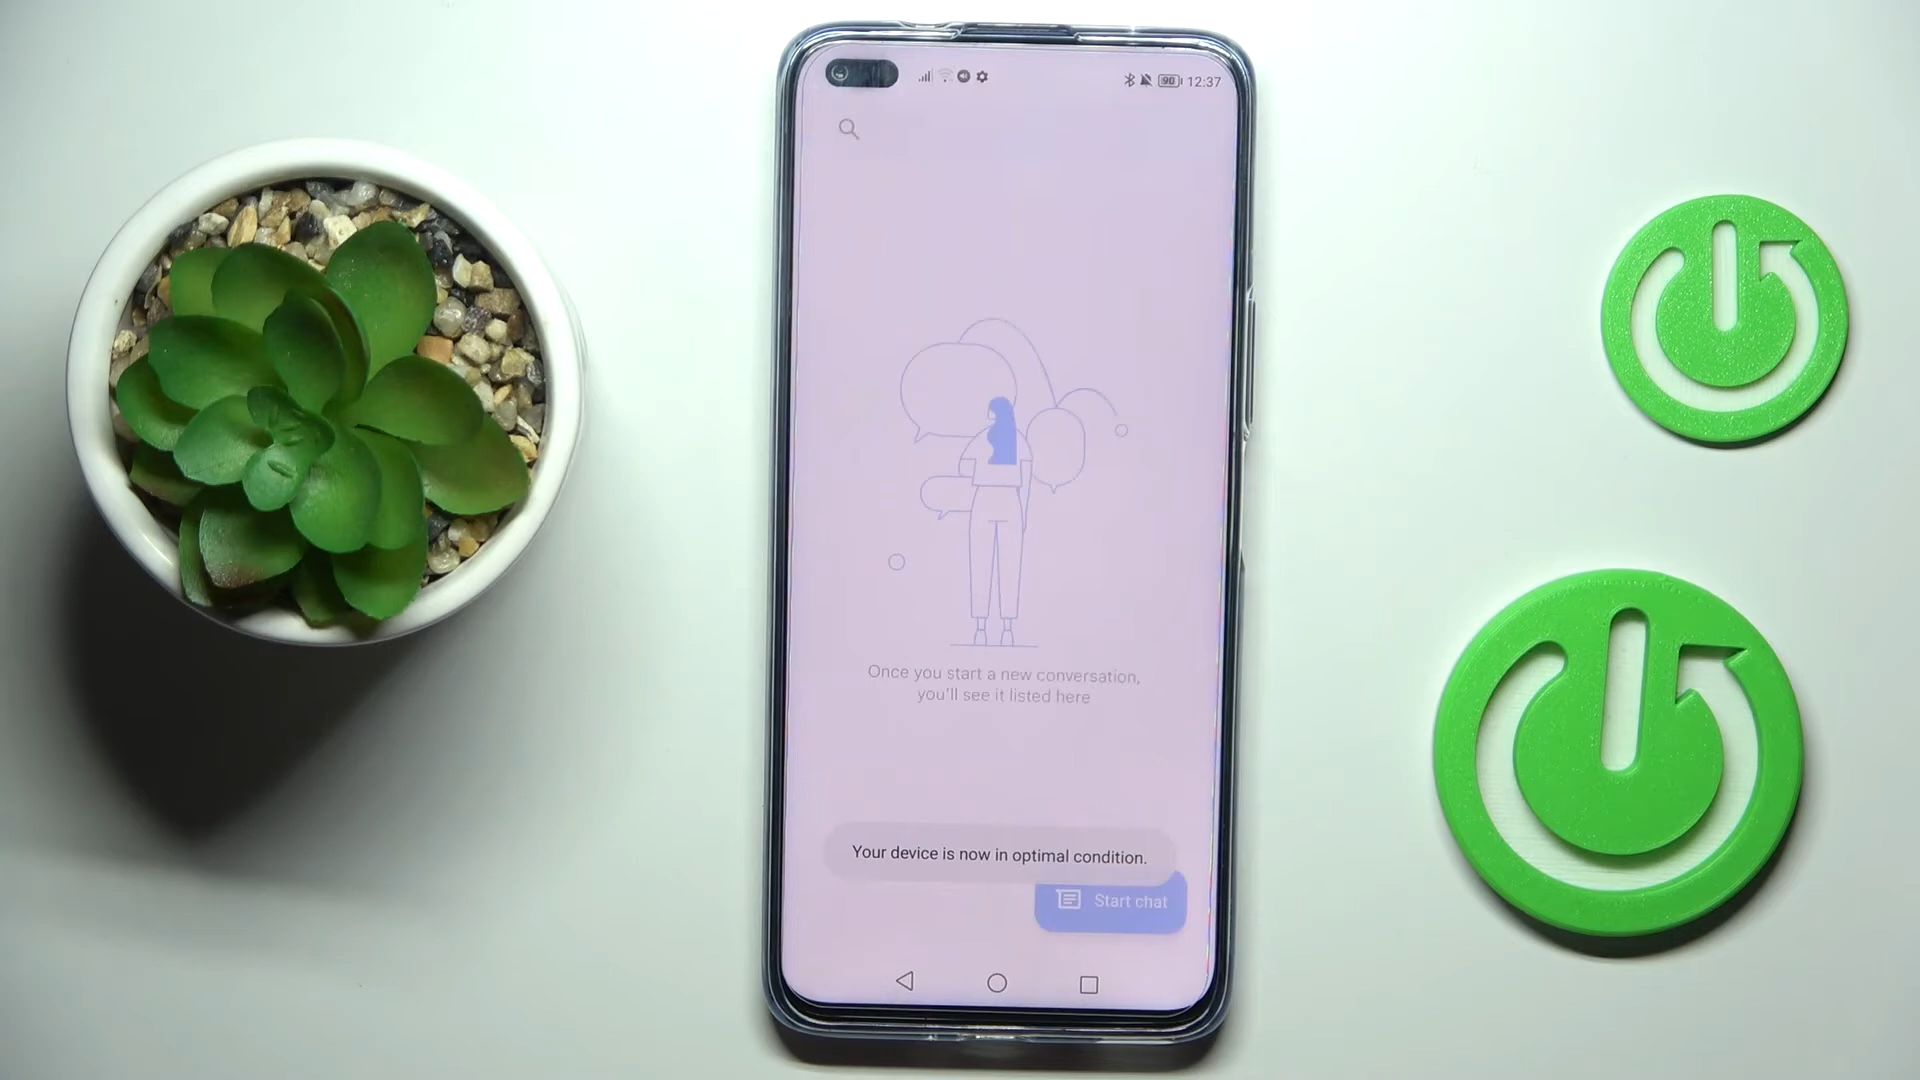 90 12:37
Once you start a new conversation,
you'll see it listed here
Your device is now in optimal condition.
Start chat